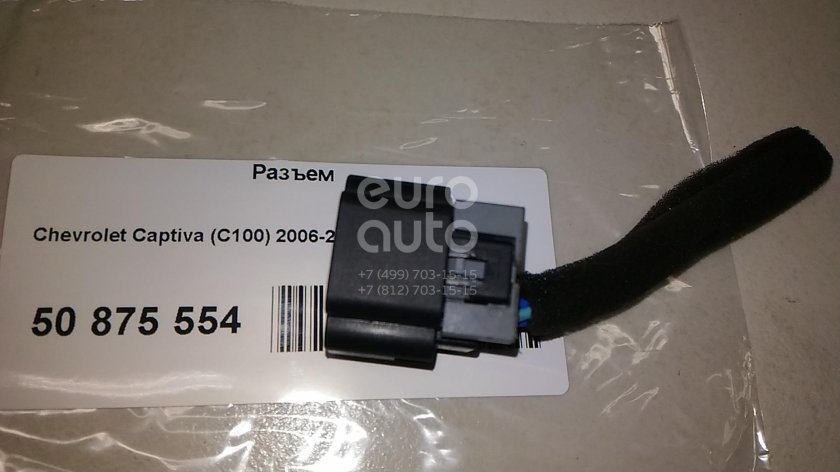 Разъем
euro
auto
Chevrolet Captiva (C100) 2006-2
+7 (499) 703-15-15
+7 (812) 703-15-15
50 875 554